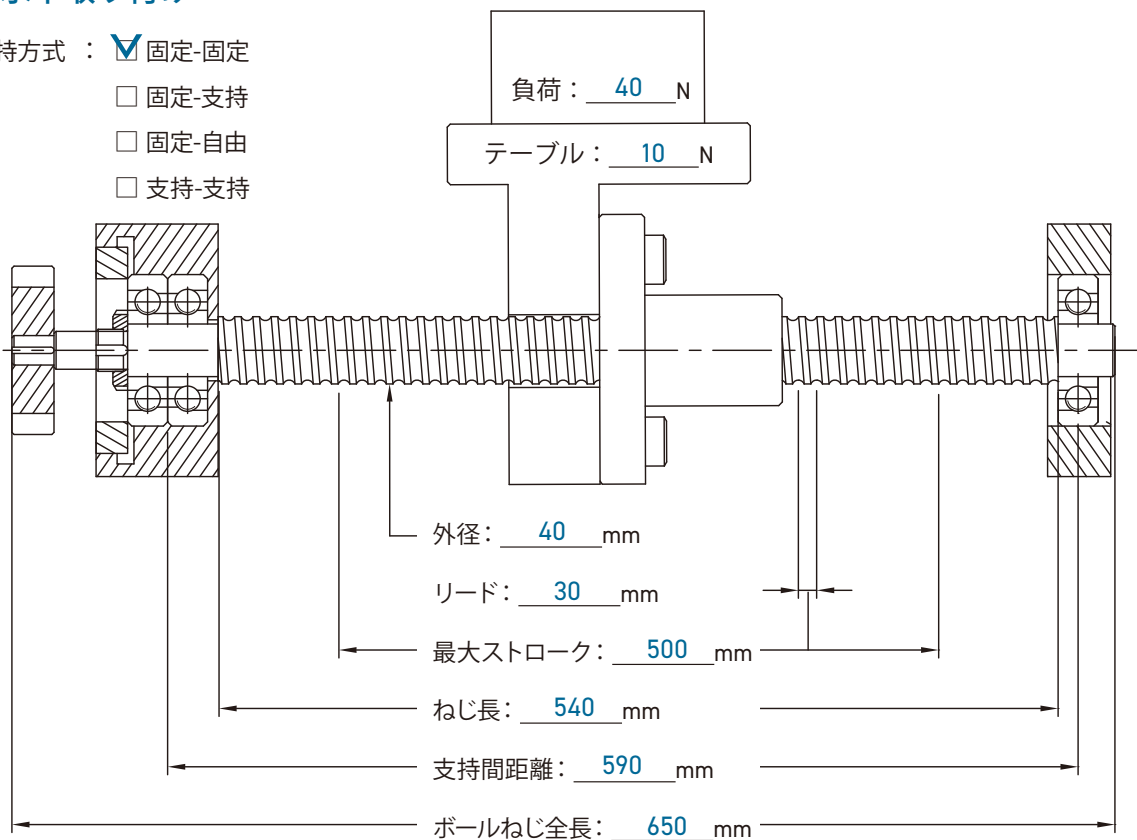 持方式 : ☑ 固定-固定
□ 固定-支持
□ 固定-自由
□ 支持-支持
負荷: 40 N
テーブル: 10 N
外径: 40 mm
リード: 30 mm
最大ストローク: 500 mm
ねじ長: 540 mm
支持間距離: 590 mm
ボールねじ全長: 650 mm